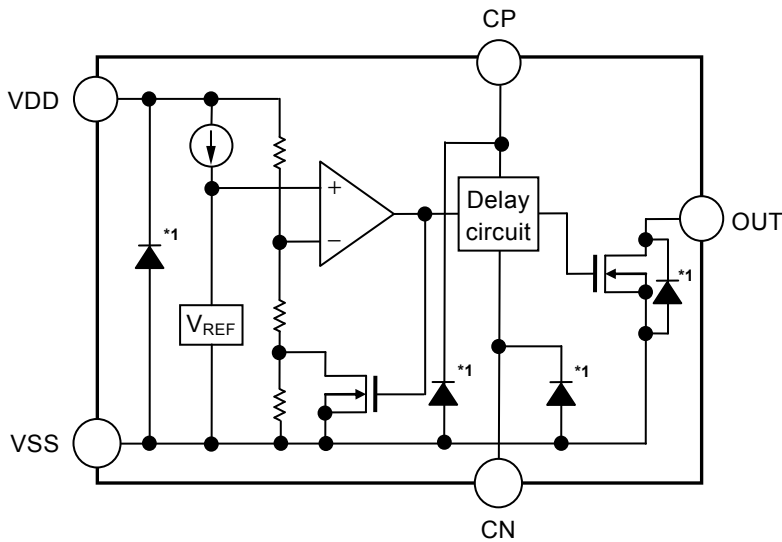 CP
VDD
*1
+
−
Delay
circuit
OUT
*1
VREF
*1
*1
VSS
CN